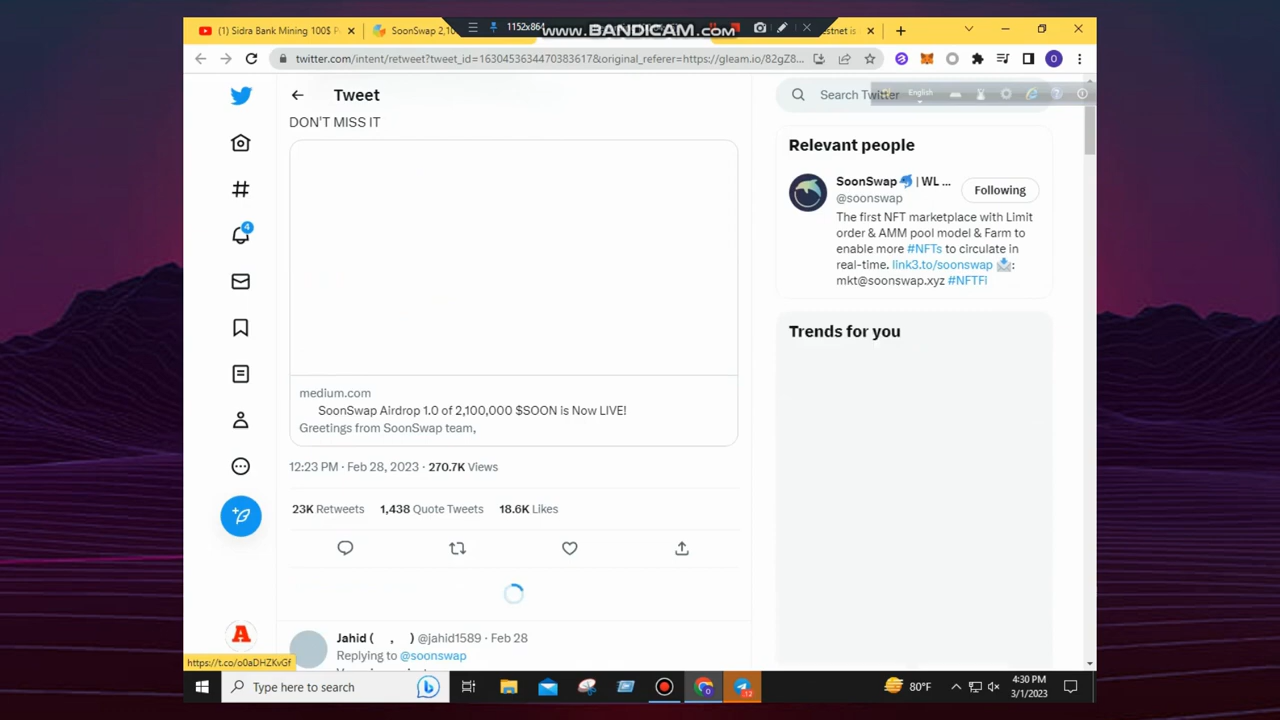 1152x864
www.BANDICAM.com
(1) Sidra Bank Mining 100$ P
SoonSwap 2,10
stnet is
twitter.com/intent/retweet?tweet_id=1630453634470383617&original_referer=https://gleam.io/82gZ8...
Tweet
Search Twitter
English
DON'T MISS IT
Relevant people
SoonSwap | WL ...
@soonswap
Following
The first NFT marketplace with Limit
order & AMM pool model & Farm to
enable more #NFTs to circulate in
real-time. link3.to/soonswap :
mkt@soonswap.xyz #NFTFI
Trends for you
medium.com
SoonSwap Airdrop 1.0 of 2,100,000 $SOON is Now LIVE!
Greetings from SoonSwap team,
12:23 PM · Feb 28, 2023 · 270.7K Views
23K Retweets 1,438 Quote Tweets 18.6K Likes
Jahid ( , ) @jahid1589 · Feb 28
Replying to @soonswap
https://t.co/o0aDHZKvGf
Type here to search
80°F
4:30 PM
3/1/2023
4
12